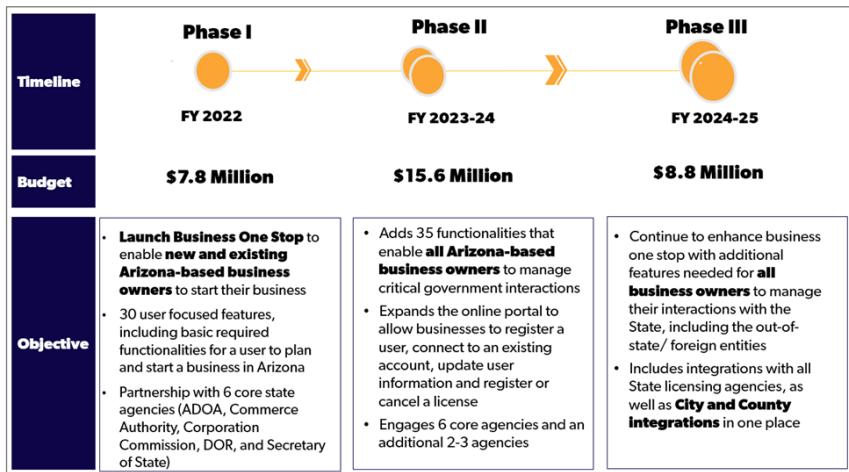 Phase I
Phase II
Phase III
Timeline
FY 2022
FY 2023-24
FY 2024-25
Budget
$7.8 Million
$15.6 Million
$8.8 Million
Objective
• Launch Business One Stop to
enable new and existing
Arizona-based business
owners to start their business
• 30 user focused features,
including basic required
functionalities for a user to plan
and start a business in Arizona
• Partnership with 6 core state
agencies (ADOA, Commerce
Authority, Corporation
Commission, DOR, and Secretary
of State)
• Adds 35 functionalities that
enable all Arizona-based
business owners to manage
critical government interactions
• Expands the online portal to
allow businesses to register a
user, connect to an existing
account, update user
information and register or
cancel a license
• Engages 6 core agencies and an
additional 2-3 agencies
• Continue to enhance business
one stop with additional
features needed for all
business owners to manage
their interactions with the
State, including the out-of-
state/ foreign entities
• Includes integrations with all
State licensing agencies, as
well as City and County
integrations in one place